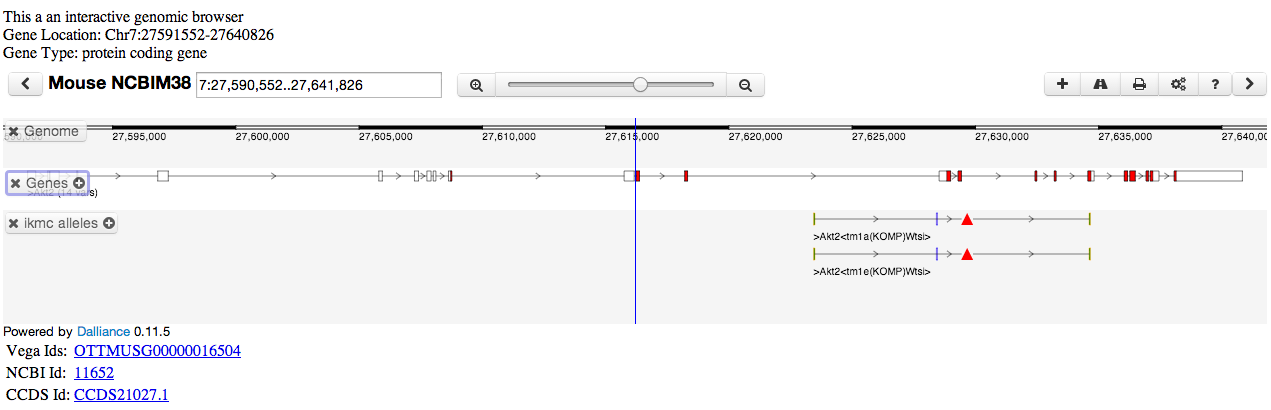 This a an interactive genomic browser
Gene Location: Chr7:27591552-27640826
Gene Type: protein coding gene
Mouse NCBIM38 7:27,590,552..27,641,826
?
Genome 27,595,000 27,600,000 27,605,000 27,610,000 27,615,000 27,620,000 27,625,000 27,630,000 27,635,000 27,640,0
Genes
>Akt2 (14
ikmc alleles
>Akt2<tm1a(KOMP)Wtsi>
>Akt2<tm1e(KOMP)Wtsi>
Powered by Dalliance 0.11.5
Vega Ids: OTTMUSG00000016504
NCBI Id: 11652
CCDS Id: CCDS21027.1